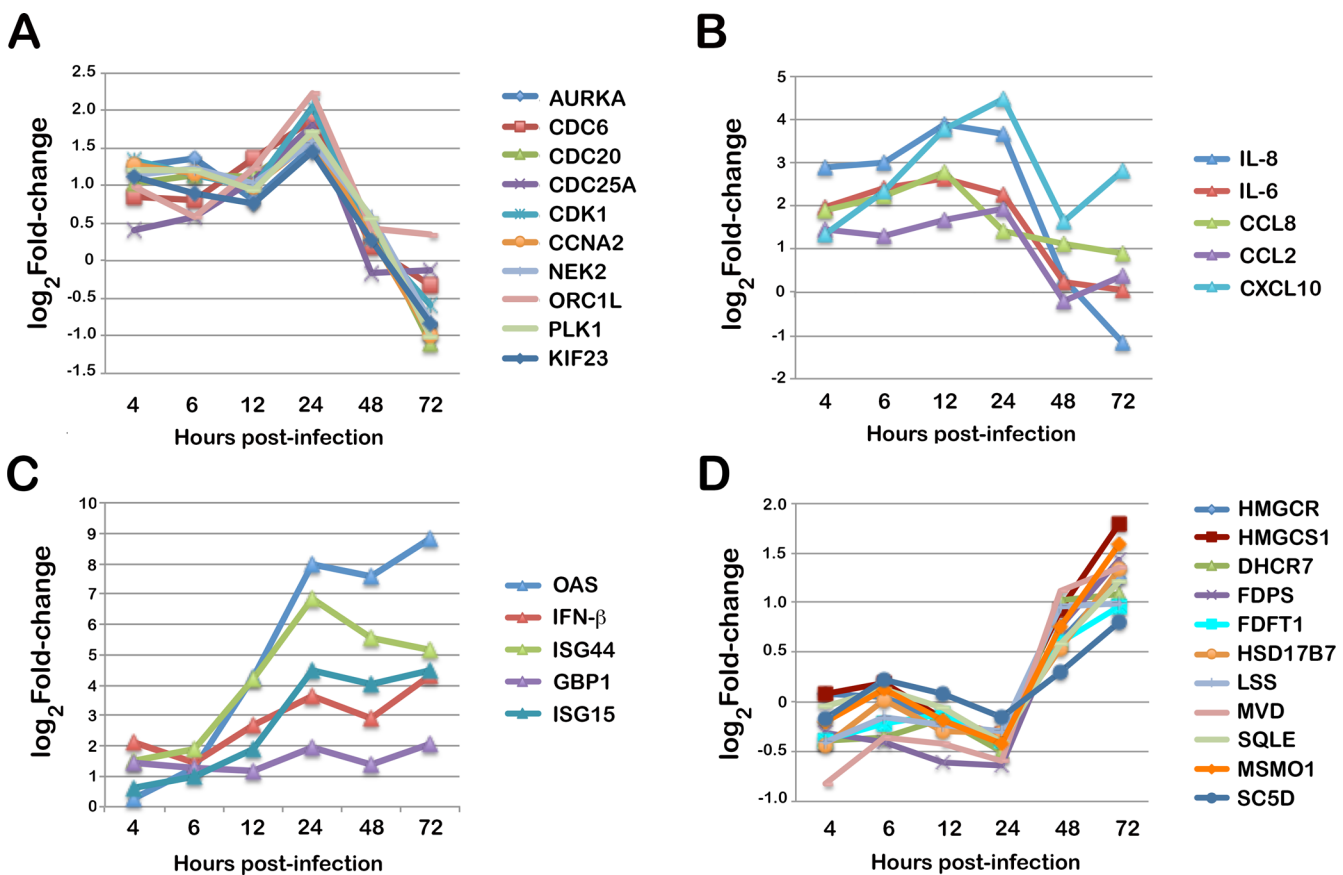 A
log2Fold-change
2.5
2.0
1.5
1.0
0.5
0
-0.5
-1.0
-1.5
4 6 12 24 48 72
Hours post-infection
AURKA
CDC6
CDC20
CDC25A
CDK1
CCNA2
NEK2
ORC1L
PLK1
KIF23
B
log2Fold-change
5
4
3
2
1
0
-1
-2
4 6 12 24 48 72
Hours post-infection
IL-8
IL-6
CCL8
CCL2
CXCL10
C
log2Fold-change
10
9
8
7
6
5
4
3
2
1
0
4 6 12 24 48 72
Hours post-infection
OAS
IFN-β
ISG44
GBP1
ISG15
D
log2Fold-change
2.0
1.5
1.0
0.5
0
-0.5
-1.0
4 6 12 24 48 72
Hours post-infection
HMGCR
HMGCS1
DHCR7
FDPS
FDFT1
HSD17B7
LSS
MVD
SQLE
MSMO1
SC5D